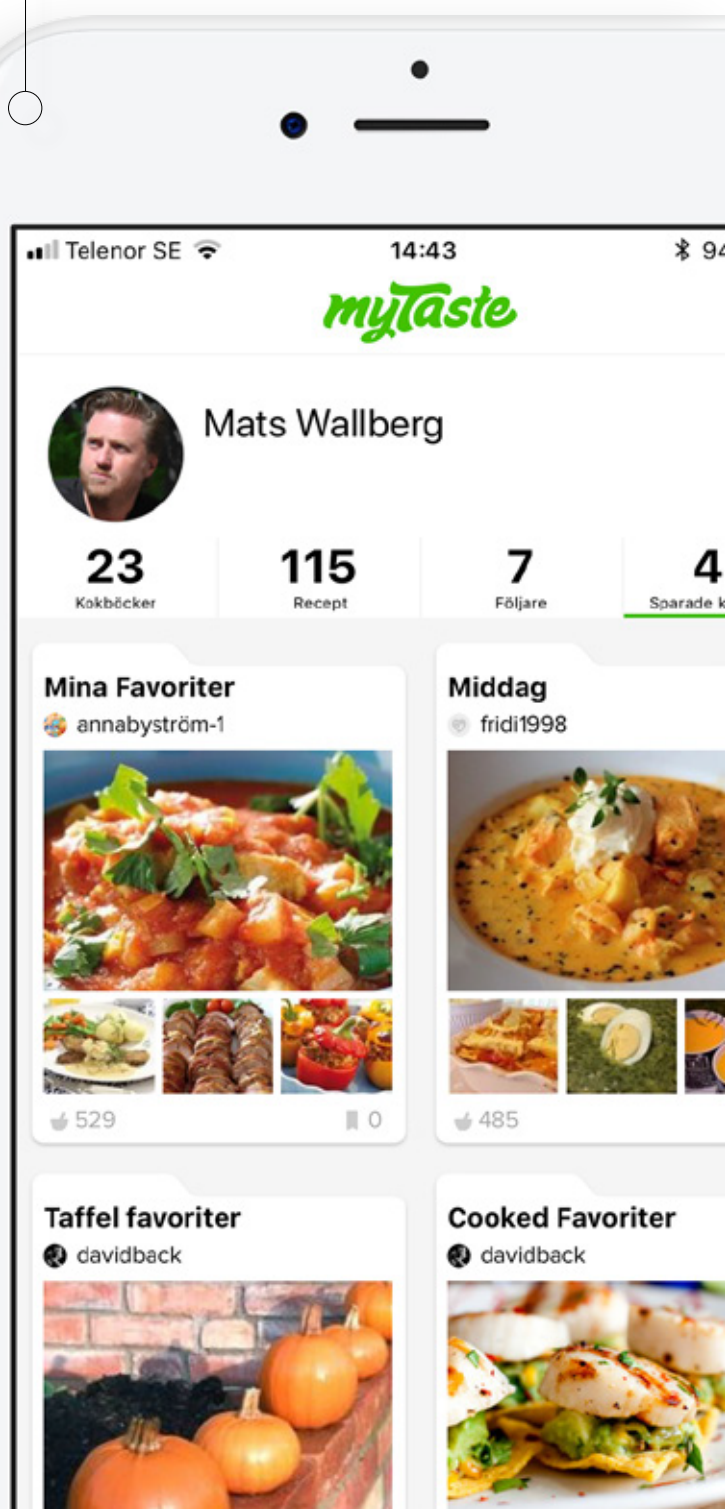 Telenor SE 14:43 94
myTaste
Mats Wallberg
23 115 7 4
Kokböcker Recept Följare Sparade k
Mina Favoriter Middag
annabyström-1 fridi1998
529 0 485
Taffel favoriter Cooked Favoriter
davidback davidback